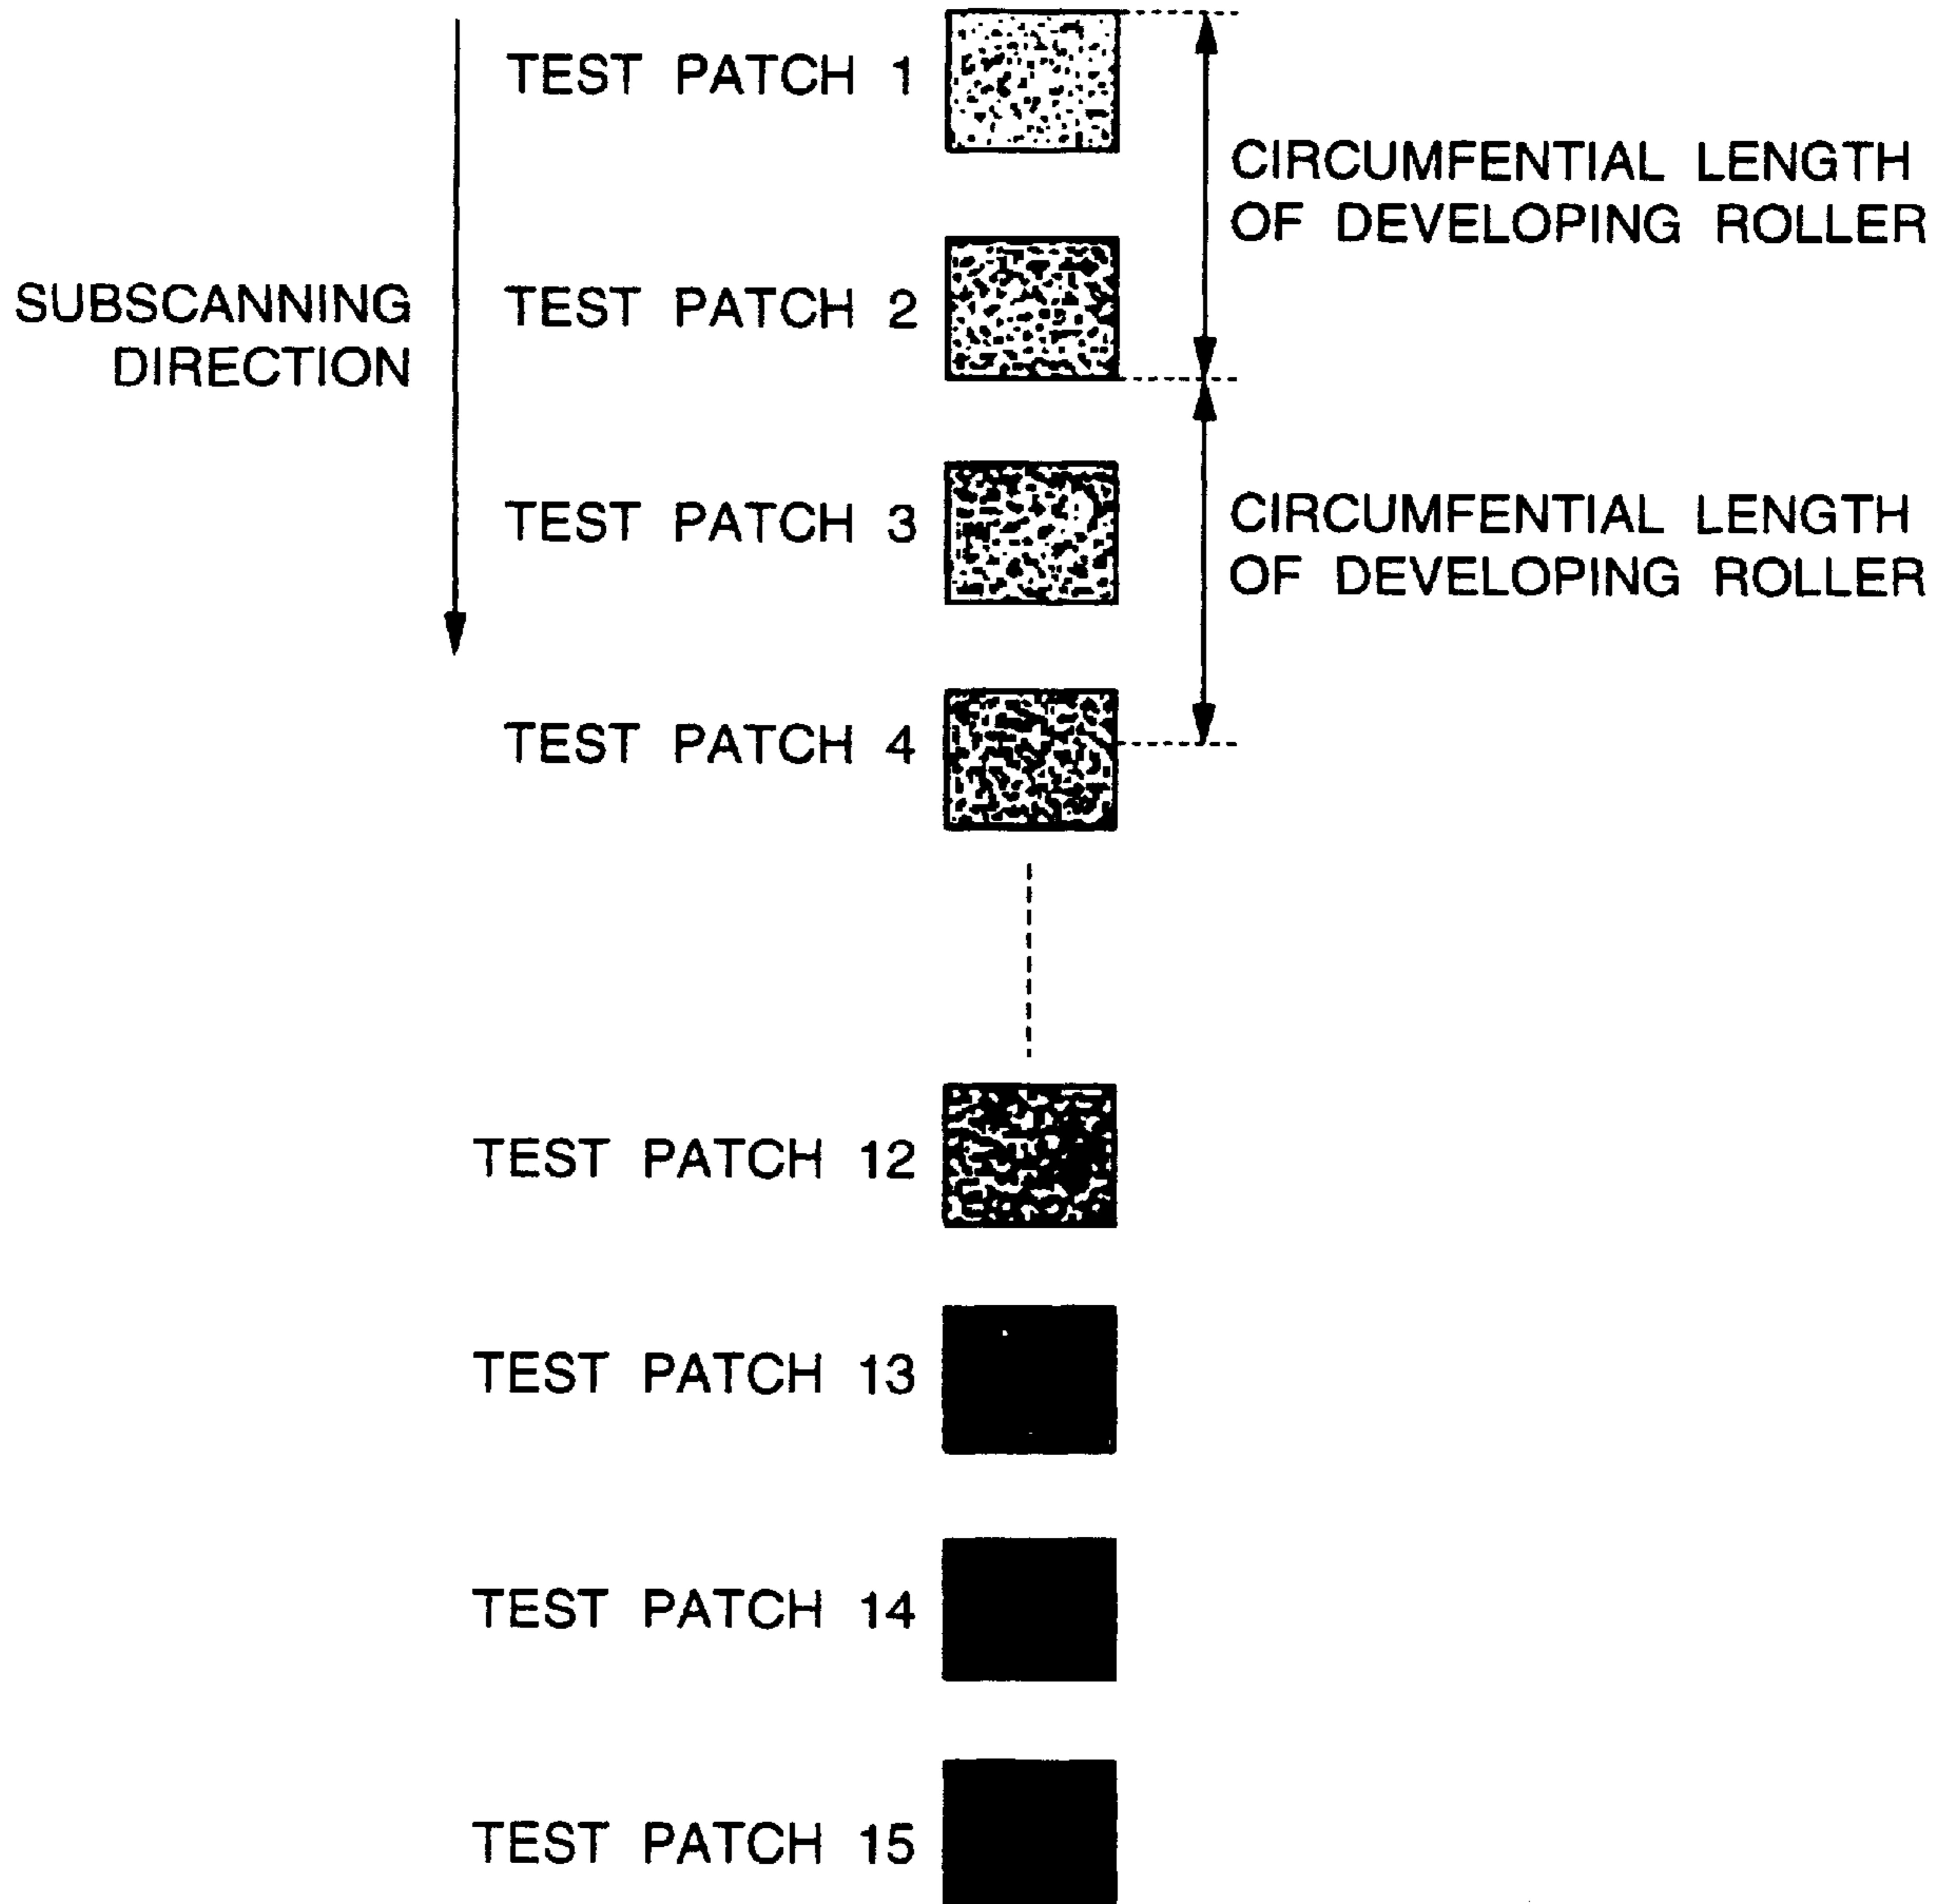 TEST PATCH 1
CIRCUMFENTIAL LENGTH
OF DEVELOPING ROLLER
SUBSCANNING
DIRECTION
TEST PATCH 2
TEST PATCH 3
CIRCUMFENTIAL LENGTH
OF DEVELOPING ROLLER
TEST PATCH 4
TEST PATCH 12
TEST PATCH 13
TEST PATCH 14
TEST PATCH 15